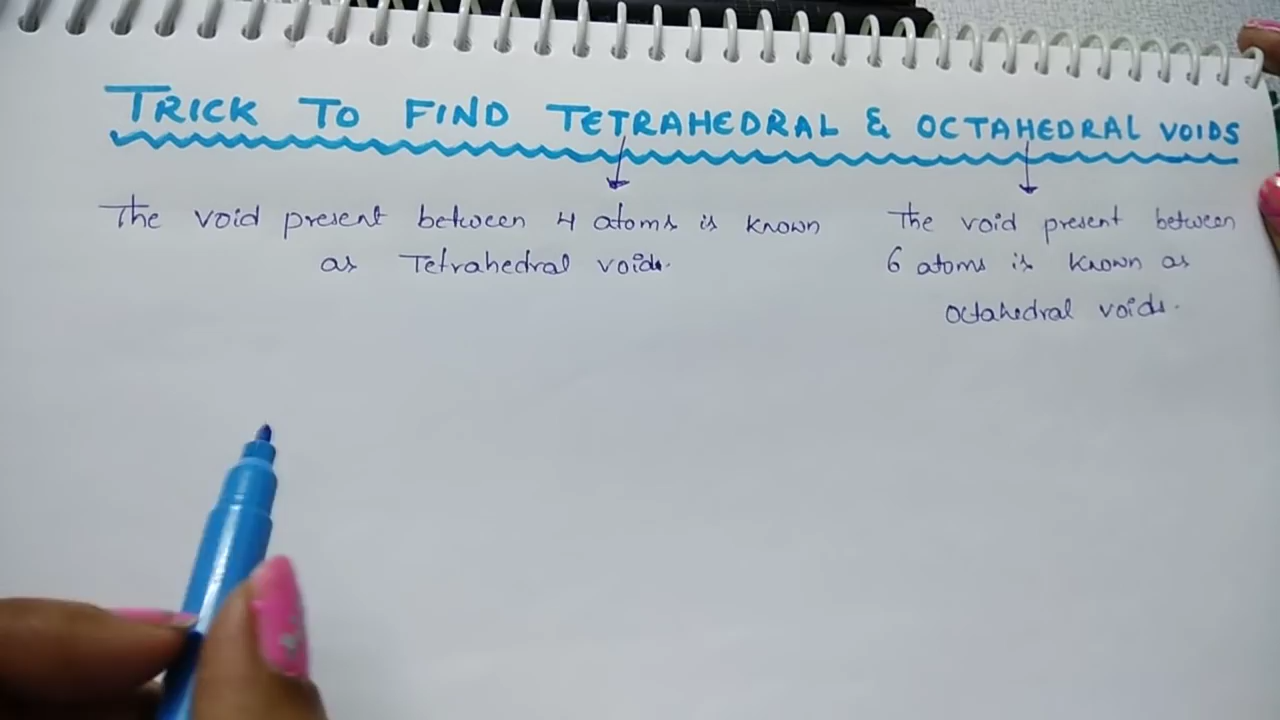 TRICK TO FIND TETRAHEDRAL & OCTAHEDRAL VOIDS
The void present between 4 atoms is known
as Tetrahedral voids.
The void present between
6 atoms is known as
octahedral voids.